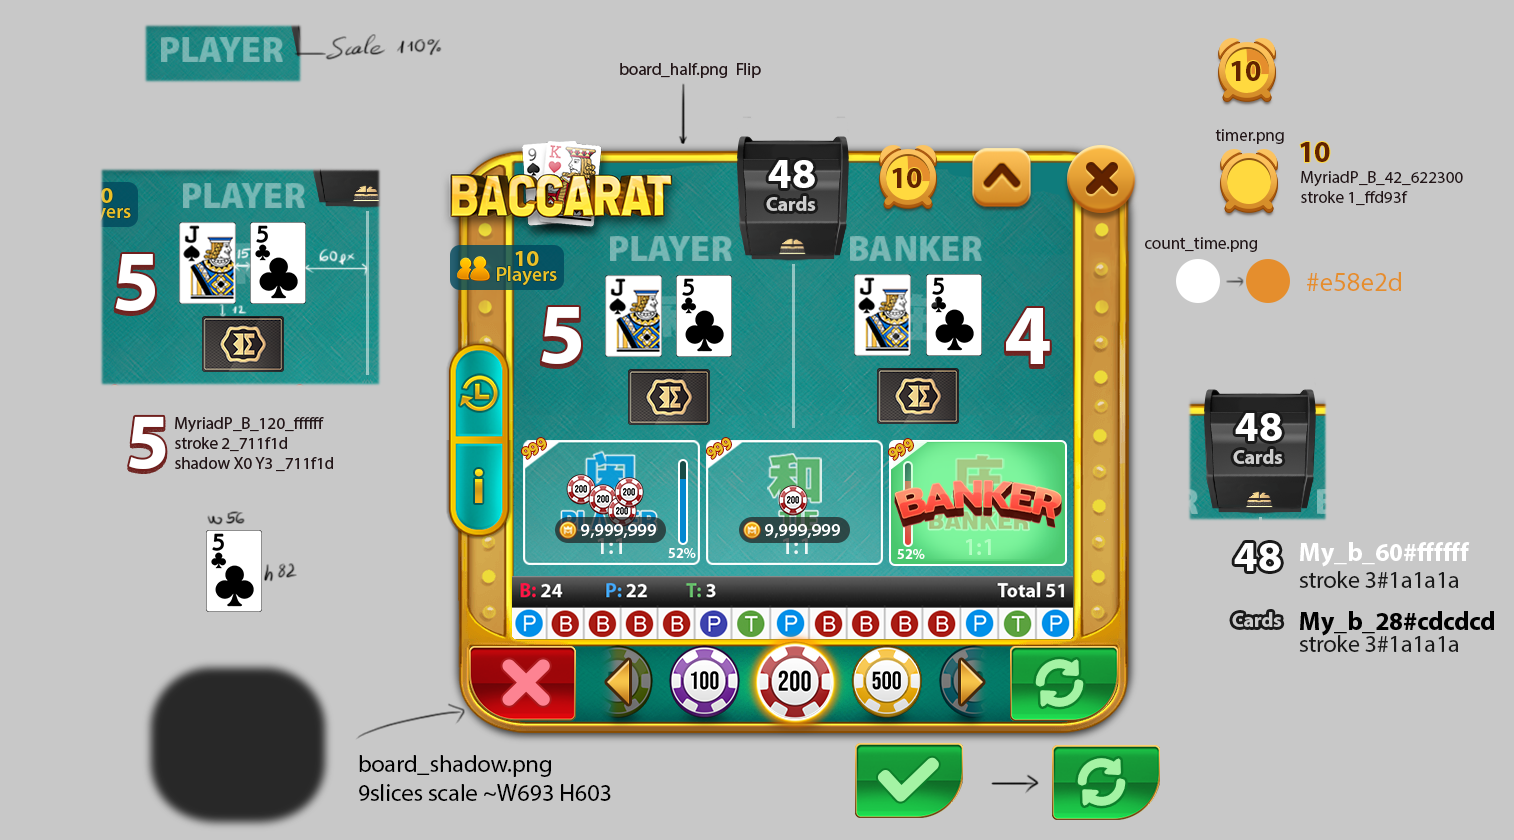 PLAYER
Scale 110%
board_half.png Flip
10
timer.png
10
MyriadP_B_42_622300
stroke 1_ffd93f
count_time.png
#e58e2d
0
yers
PLAYER
J
5
15
60px
5
12
MyriadP_B_120_ffffff
stroke 2_711f1d
shadow X0 Y3 _711f1d
w 56
5
h 82
9
K
BACCARAT
48
Cards
10
10
Players
PLAYER
BANKER
J
5
J
5
5
4
999
999
999
闲
和
庄
200
200
200
200
200
PLAYER
BANKER
BANKER
9,999,999
9,999,999
1:1
1:1
1:1
52%
52%
B: 24
P: 22
T: 3
Total 51
P B B B B P T P B B B B P T P
100
200
500
48
Cards
48
My_b_60#ffffff
stroke 3#1a1a1a
Cards
My_b_28#cdcdcd
stroke 3#1a1a1a
board_shadow.png
9slices scale ~W693 H603